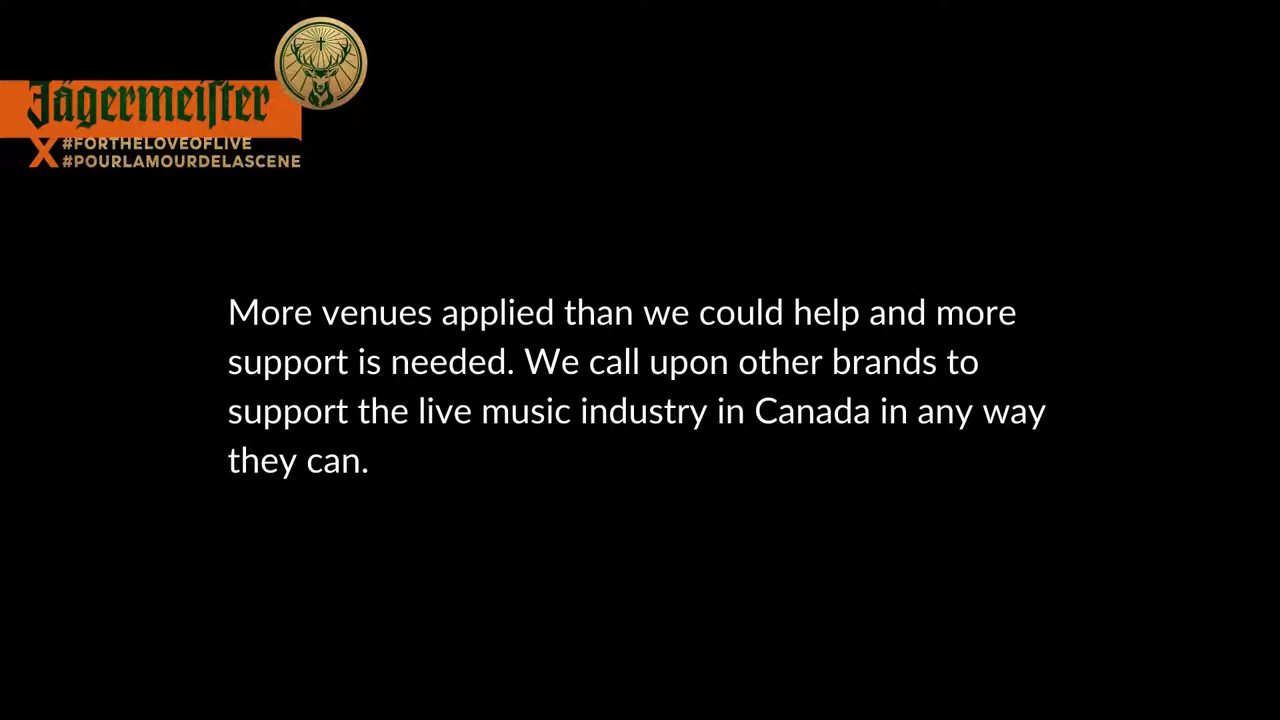 Jägermeister
X #FORTHELOVEOFLIVE
#POURLAMOURDELASCENE
More venues applied than we could help and more
support is needed. We call upon other brands to
support the live music industry in Canada in any way
they can.